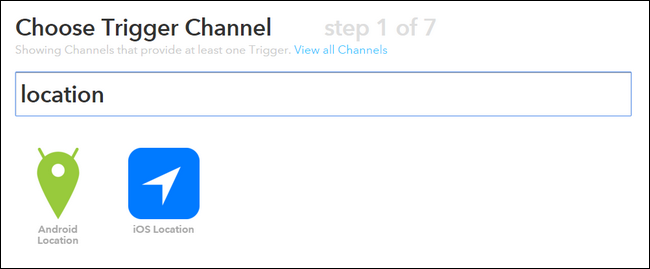 Choose Trigger Channel step 1 of 7
Showing Channels that provide at least one Trigger. View all Channels
location
Android
Location
iOS Location